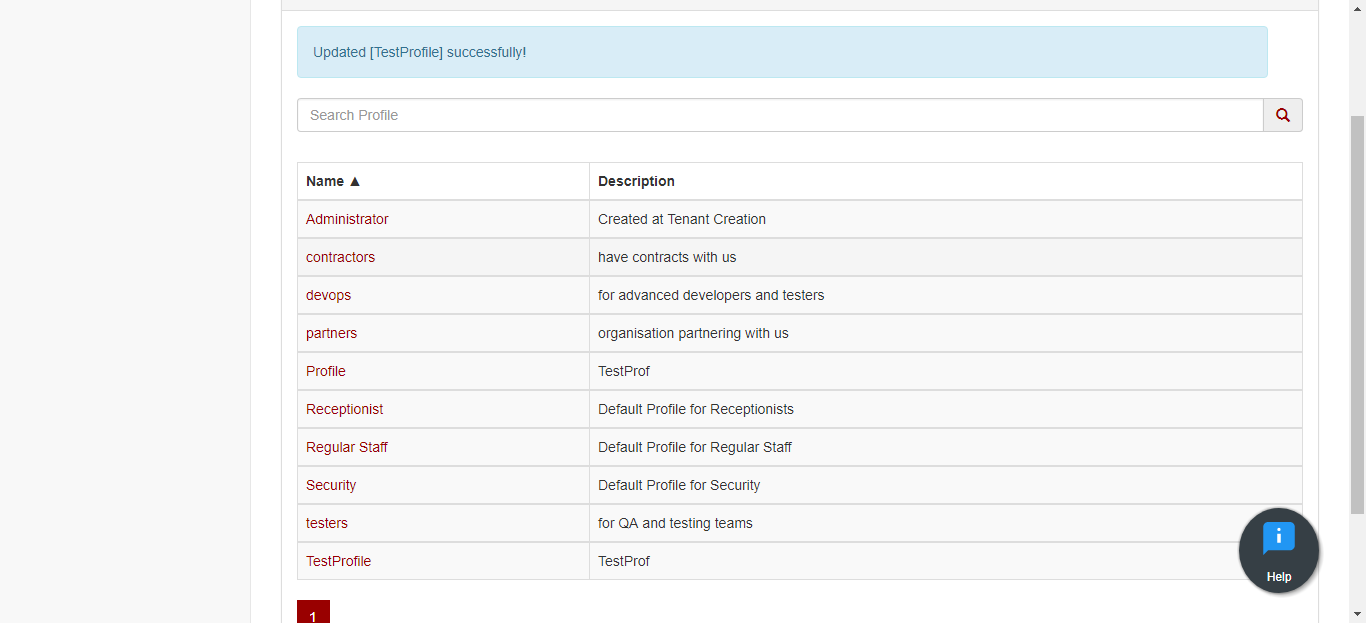 Updated [TestProfile] successfully!
Search Profile
Name ▲ Description
Administrator Created at Tenant Creation
contractors have contracts with us
devops for advanced developers and testers
partners organisation partnering with us
Profile TestProf
Receptionist Default Profile for Receptionists
Regular Staff Default Profile for Regular Staff
Security Default Profile for Security
testers for QA and testing teams
TestProfile TestProf
Help
1